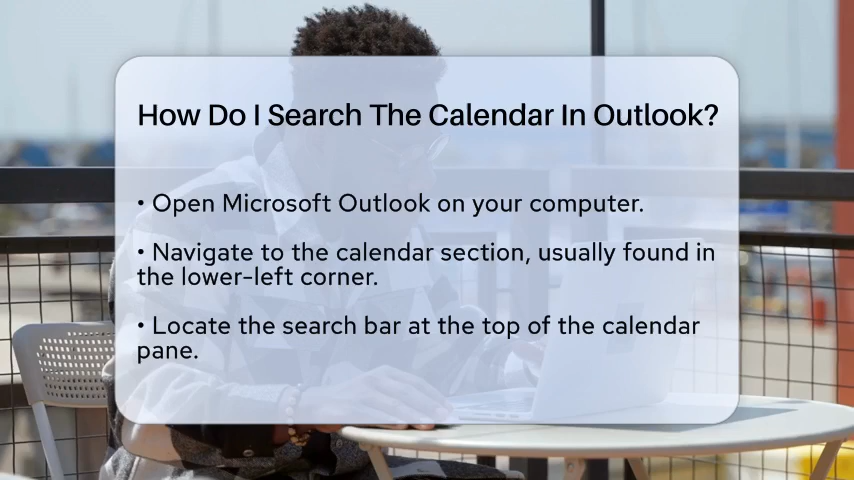 How Do I Search The Calendar In Outlook?
• Open Microsoft Outlook on your computer.
• Navigate to the calendar section, usually found in
the lower-left corner.
• Locate the search bar at the top of the calendar
pane.